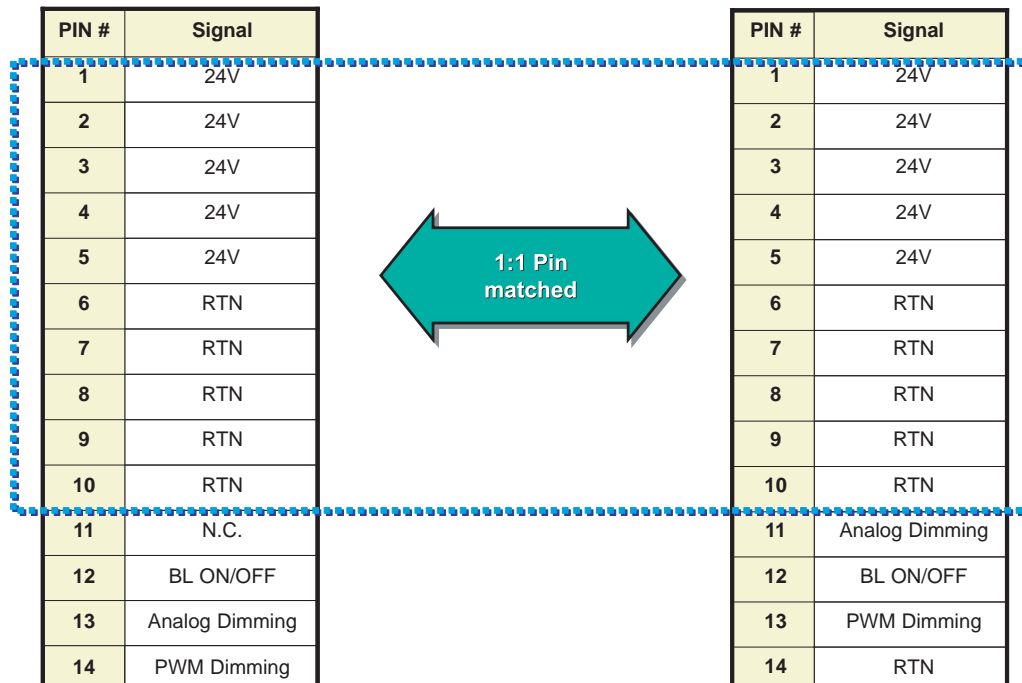 PIN # Signal
1 24V
2 24V
3 24V
4 24V
5 24V
6 RTN
7 RTN
8 RTN
9 RTN
10 RTN
11 N.C.
12 BL ON/OFF
13 Analog Dimming
14 PWM Dimming
1:1 Pin
matched
PIN # Signal
1 24V
2 24V
3 24V
4 24V
5 24V
6 RTN
7 RTN
8 RTN
9 RTN
10 RTN
11 Analog Dimming
12 BL ON/OFF
13 PWM Dimming
14 RTN